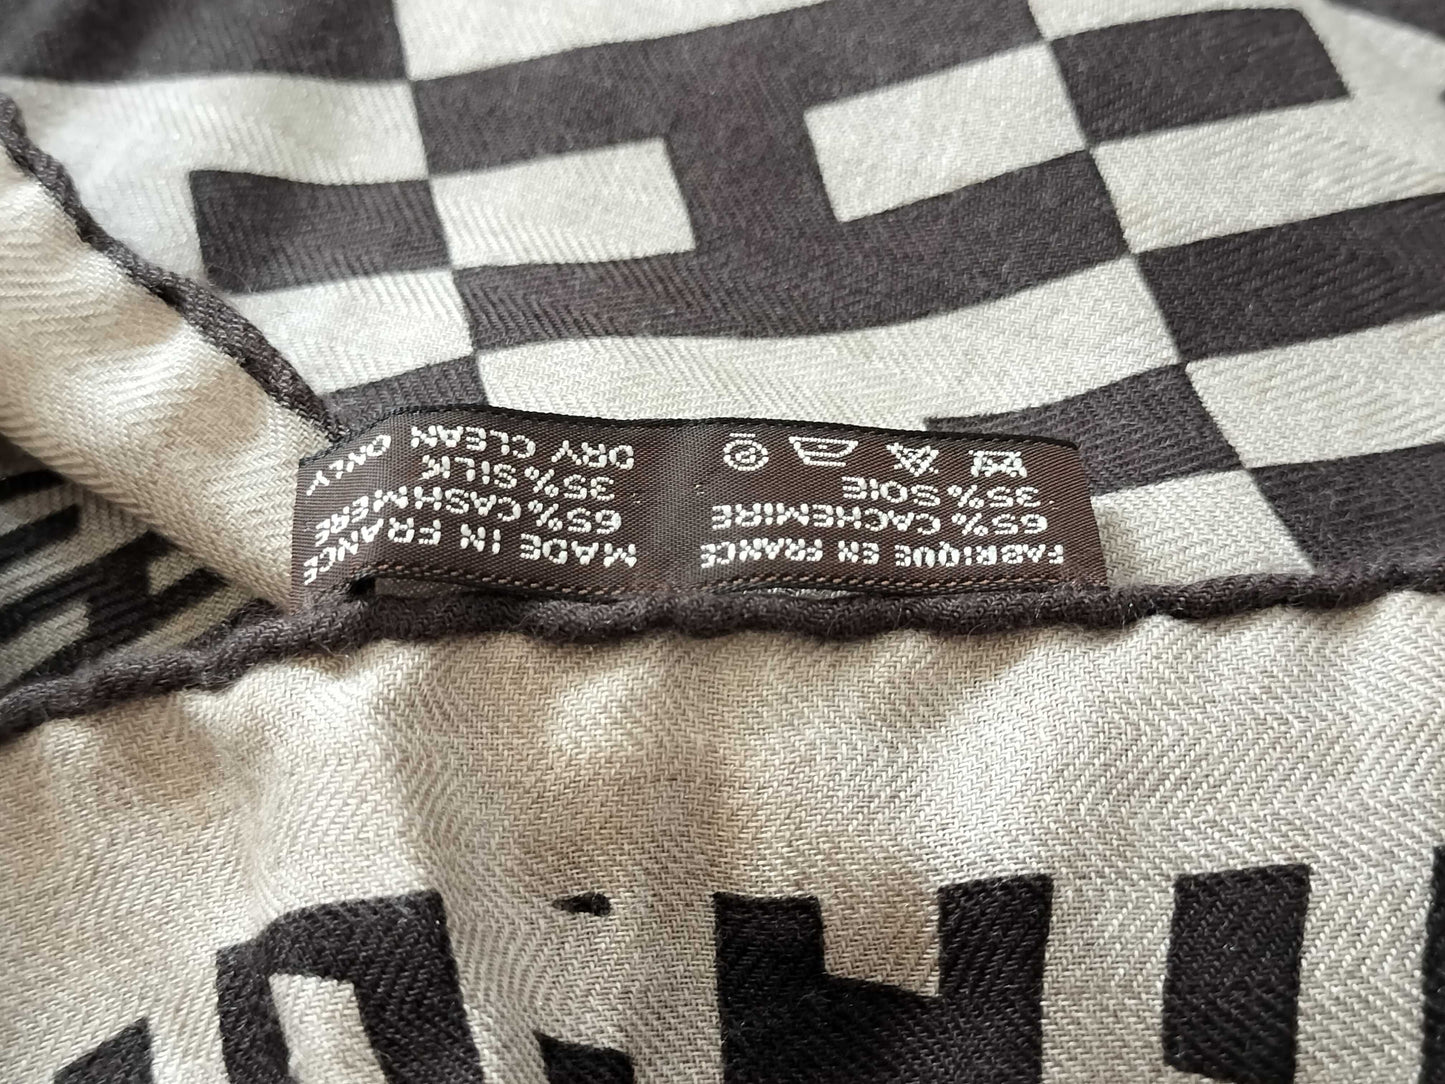 FABRIQUE EN FRANCE
65% CACHEMIRE
35% SOIE
MADE IN FRANCE
65% CASHMERE
35% SILK
DRY CLEAN ONLY